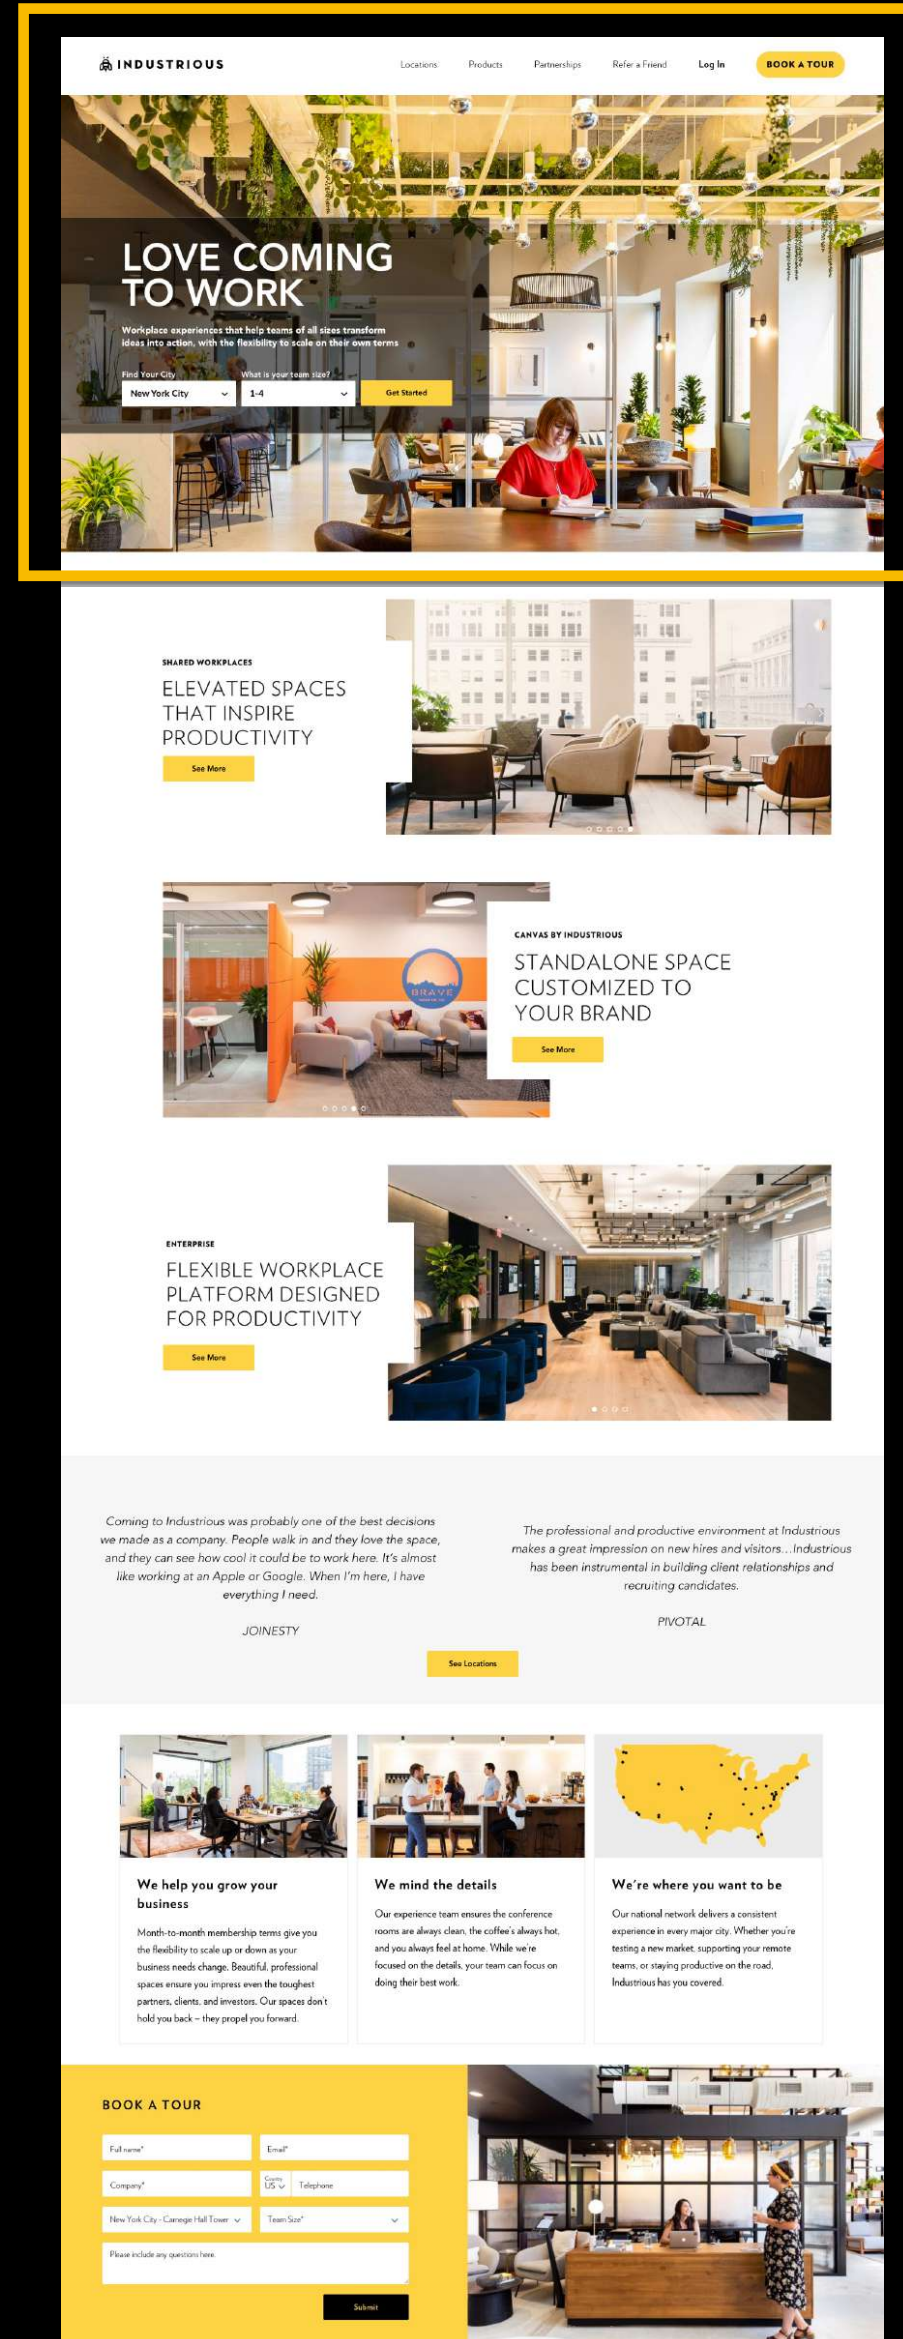 INDUSTRIOUS
Locations
Products
Partnerships
Refer a Friend
Log In
BOOK A TOUR
LOVE COMING
TO WORK
Workplace experiences that help teams of all sizes transform
ideas into action, with the flexibility to scale on their own terms
Find Your City
What is your team size?
New York City
1-4
Get Started
SHARED WORKPLACES
ELEVATED SPACES
THAT INSPIRE
PRODUCTIVITY
See More
BRAVE
CANVAS BY INDUSTRIOUS
STANDALONE SPACE
CUSTOMIZED TO
YOUR BRAND
See More
ENTERPRISE
FLEXIBLE WORKPLACE
PLATFORM DESIGNED
FOR PRODUCTIVITY
See More
Coming to Industrious was probably one of the best decisions
we made as a company. People walk in and they love the space,
and they can see how cool it could be to work here. It's almost
like working at an Apple or Google. When I'm here, I have
everything I need.
JOINESTY
The professional and productive environment at Industrious
makes a great impression on new hires and visitors…Industrious
has been instrumental in building client relationships and
recruiting candidates.
PIVOTAL
See Locations
We help you grow your
business
Month-to-month membership terms give you
the flexibility to scale up or down as your
business needs change. Beautiful, professional
spaces ensure you impress even the toughest
partners, clients, and investors. Our spaces don't
hold you back – they propel you forward.
We mind the details
Our experience team ensures the conference
rooms are always clean, the coffee's always hot,
and you always feel at home. While we're
focused on the details, your team can focus on
doing their best work.
We're where you want to be
Our national network delivers a consistent
experience in every major city. Whether you're
testing a new market, supporting your remote
teams, or staying productive on the road,
Industrious has you covered.
BOOK A TOUR
Full name*
Email*
Company*
Country
US
Telephone
New York City - Carnegie Hall Tower
Team Size*
Please include any questions here.
Submit